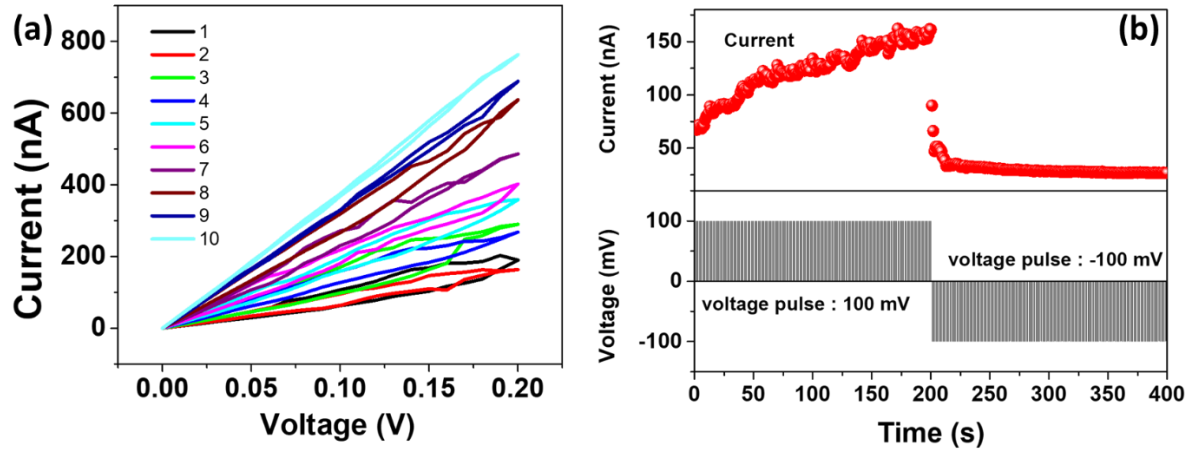 (a)
Current (nA)
800
600
400
200
0
1
2
3
4
5
6
7
8
9
10
0.00 0.05 0.10 0.15 0.20
Voltage (V)
(b)
Current (nA)
150
100
50
Current
Voltage (mV)
100
0
-100
voltage pulse : -100 mV
voltage pulse : 100 mV
0 50 100 150 200 250 300 350 400
Time (s)